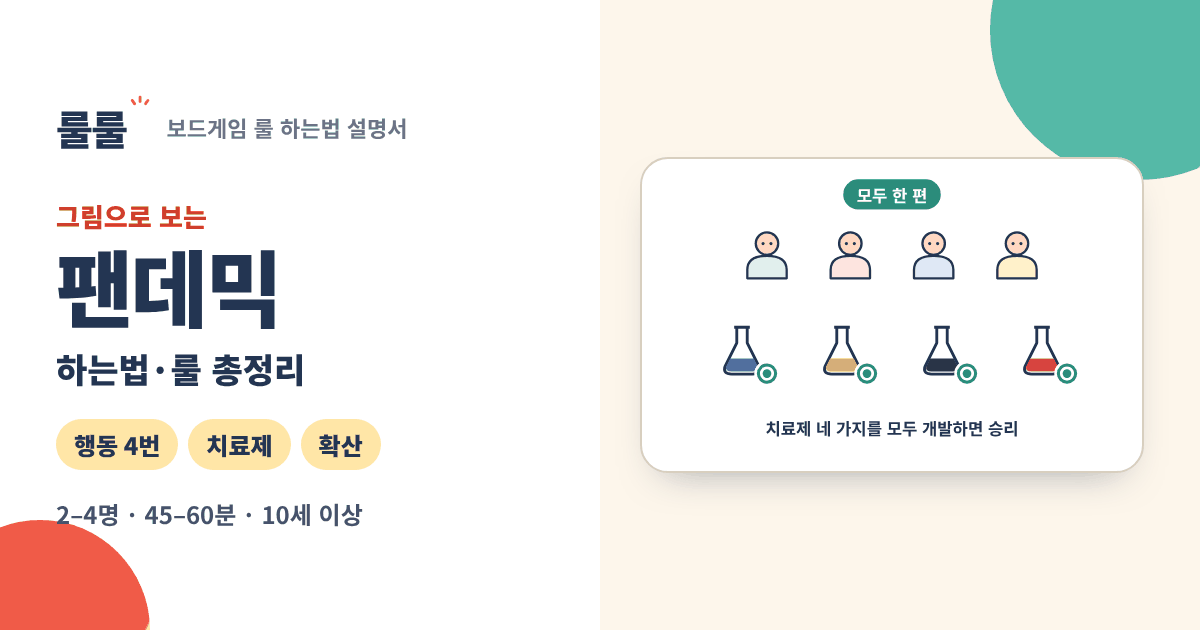 룰룰 보드게임 룰 하는법 설명서
그림으로 보는
팬데믹
하는법·룰 총정리
행동 4번 치료제 확산
2–4명 · 45–60분 · 10세 이상
모두 한 편
치료제 네 가지를 모두 개발하면 승리